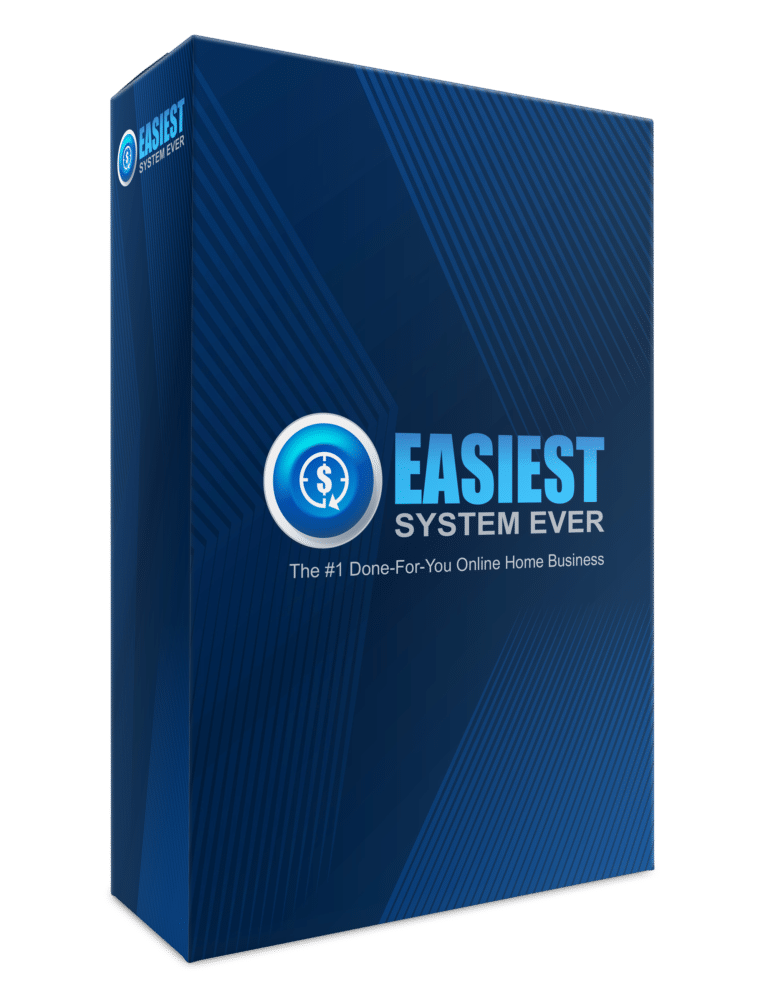 EASIEST
SYSTEM EVER
$
EASIEST
SYSTEM EVER
The #1 Done-For-You Online Home Business
$